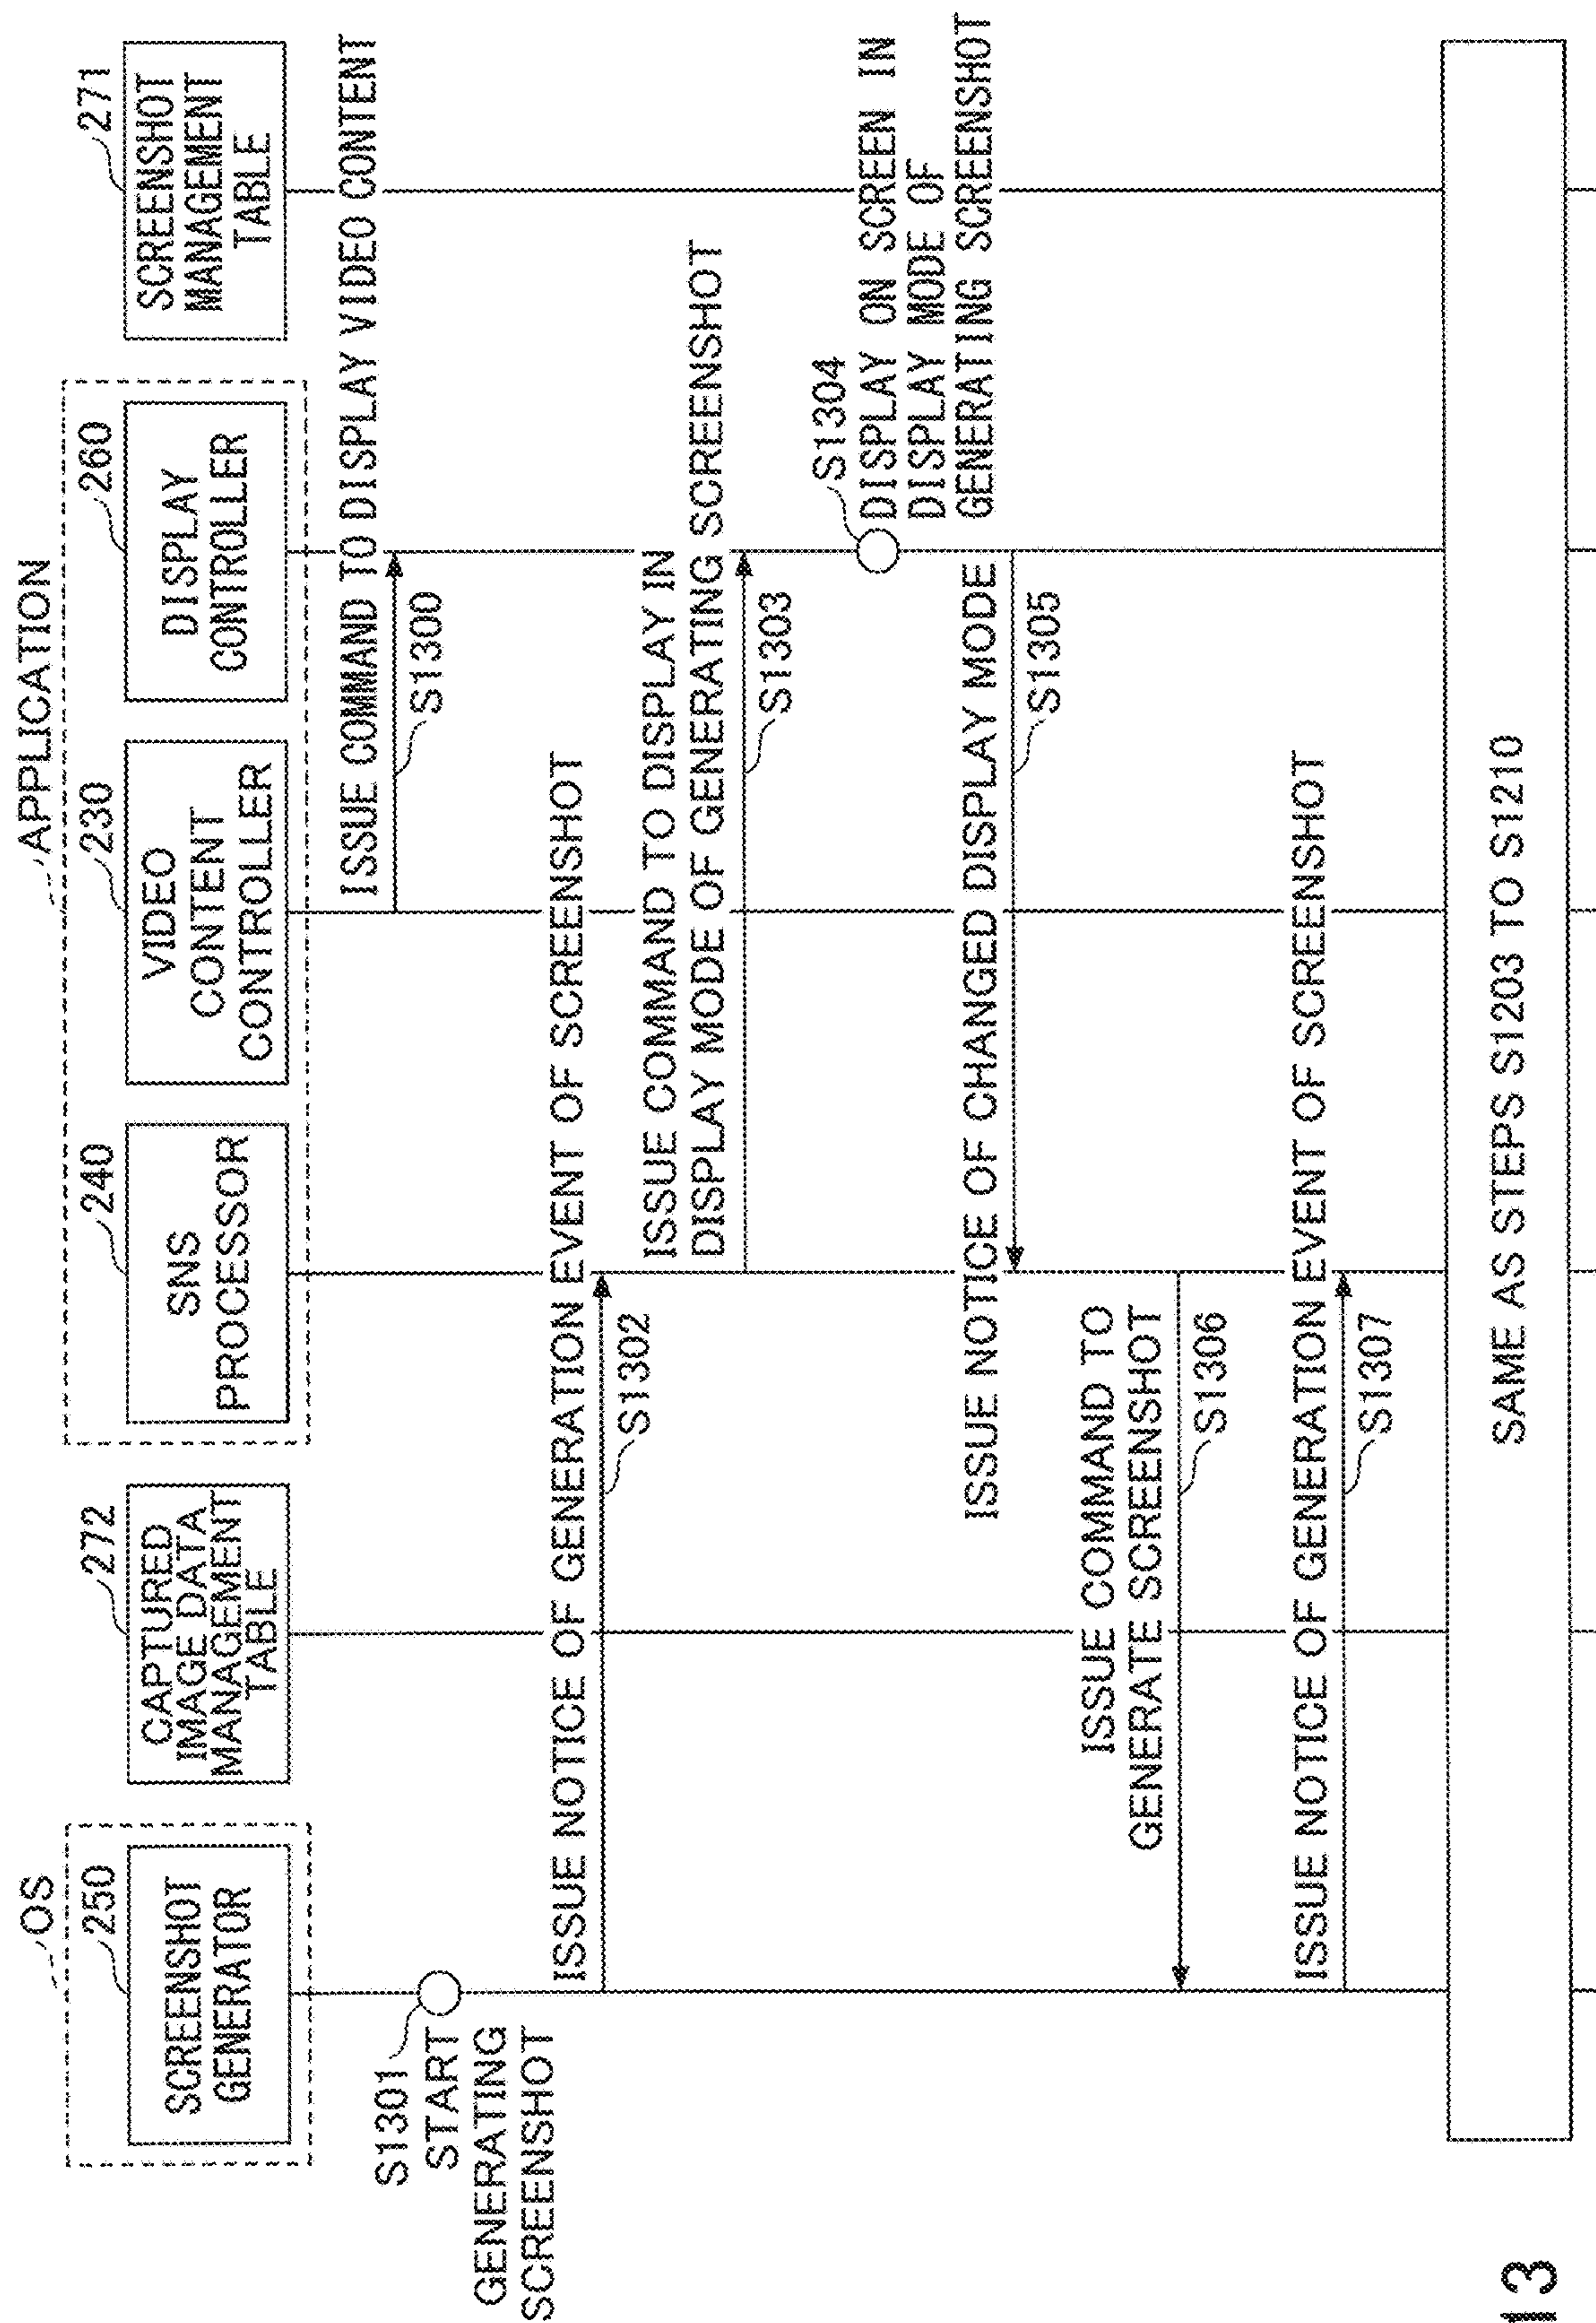 OS
250
SCREENSHOT
GENERATOR
272
CAPTURED
IMAGE DATA
MANAGEMENT
TABLE
APPLICATION
240
SNS
PROCESSOR
230
VIDEO
CONTENT
CONTROLLER
260
DISPLAY
CONTROLLER
271
SCREENSHOT
MANAGEMENT
TABLE
ISSUE COMMAND TO DISPLAY VIDEO CONTENT
S1300
S1301
START
GENERATING
SCREENSHOT
ISSUE NOTICE OF GENERATION EVENT OF SCREENSHOT
S1302
ISSUE COMMAND TO DISPLAY IN
DISPLAY MODE OF GENERATING SCREENSHOT
S1303
S1304
DISPLAY ON SCREEN IN
DISPLAY MODE OF
GENERATING SCREENSHOT
ISSUE NOTICE OF CHANGED DISPLAY MODE
S1305
ISSUE COMMAND TO
GENERATE SCREENSHOT
S1306
ISSUE NOTICE OF GENERATION EVENT OF SCREENSHOT
S1307
SAME AS STEPS S1203 TO S1210
13